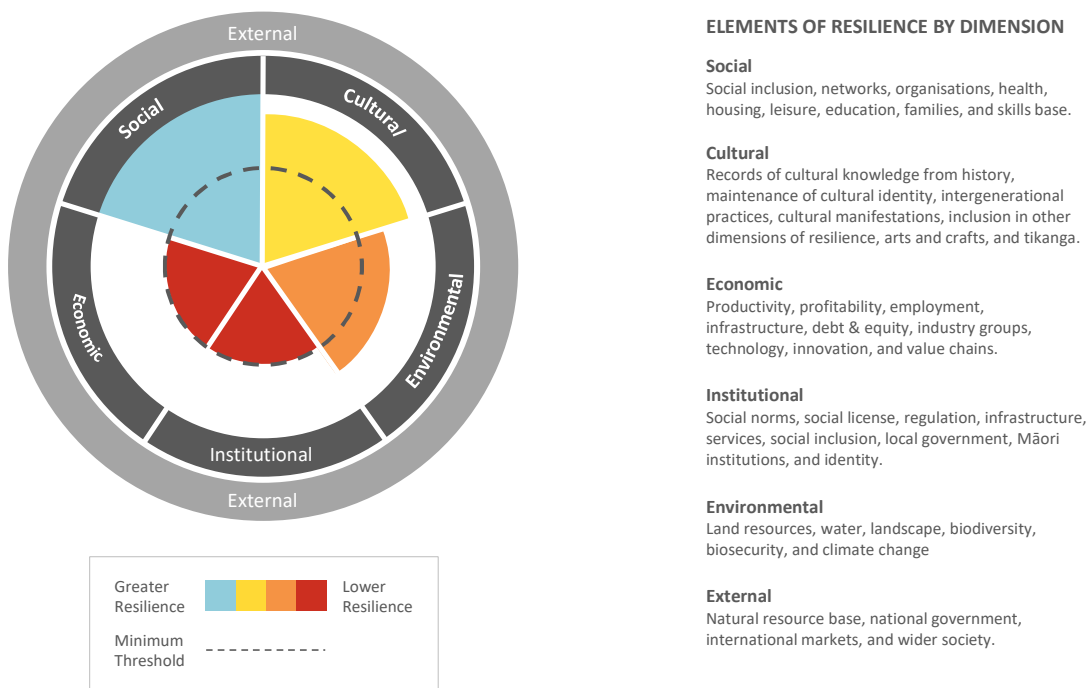 External
Social
Cultural
Economic
Environmental
Institutional
External
Greater
Resilience
Lower
Resilience
Minimum
Threshold
ELEMENTS OF RESILIENCE BY DIMENSION
Social
Social inclusion, networks, organisations, health,
housing, leisure, education, families, and skills base.
Cultural
Records of cultural knowledge from history,
maintenance of cultural identity, intergenerational
practices, cultural manifestations, inclusion in other
dimensions of resilience, arts and crafts, and tikanga.
Economic
Productivity, profitability, employment,
infrastructure, debt & equity, industry groups,
technology, innovation, and value chains.
Institutional
Social norms, social license, regulation, infrastructure,
services, social inclusion, local government, Māori
institutions, and identity.
Environmental
Land resources, water, landscape, biodiversity,
biosecurity, and climate change
External
Natural resource base, national government,
international markets, and wider society.